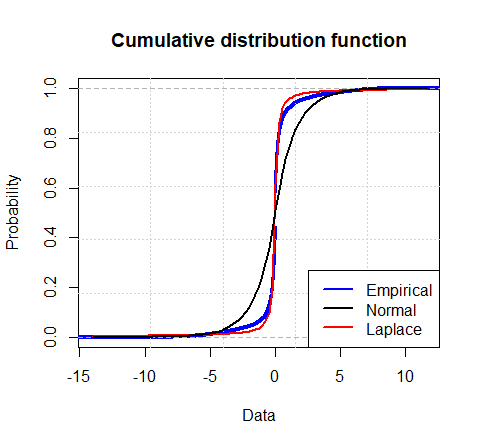 Cumulative distribution function
Probability
1.0
0.8
0.6
0.4
0.2
0.0
Empirical
Normal
Laplace
-15 -10 -5 0 5 10
Data